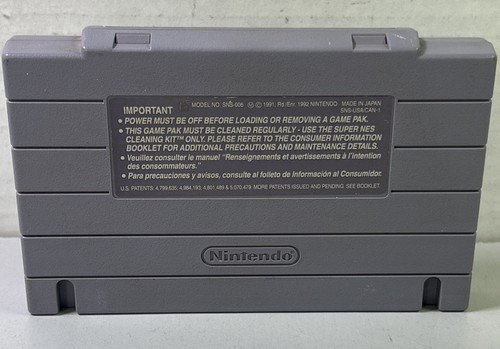 IMPORTANT MODEL NO. SNS-006 Ⓜ © 1991, Rd./Enr. 1992 NINTENDO MADE IN JAPAN
SNS-USA/CAN-1
• POWER MUST BE OFF BEFORE LOADING OR REMOVING A GAME PAK.
• THIS GAME PAK MUST BE CLEANED REGULARLY - USE THE SUPER NES
CLEANING KIT™ ONLY. PLEASE REFER TO THE CONSUMER INFORMATION
BOOKLET FOR ADDITIONAL PRECAUTIONS AND MAINTENANCE DETAILS.
• Veuillez consulter le manuel "Renseignements et avertissements à l'intention
des consommateurs."
• Para precauciones y avisos, consulte al folleto de Información al Consumidor.
U.S. PATENTS: 4,799,635; 4,984,193, 4,801,489 & 5,070,479. MORE PATENTS ISSUED AND PENDING. SEE BOOKLET.
Nintendo®